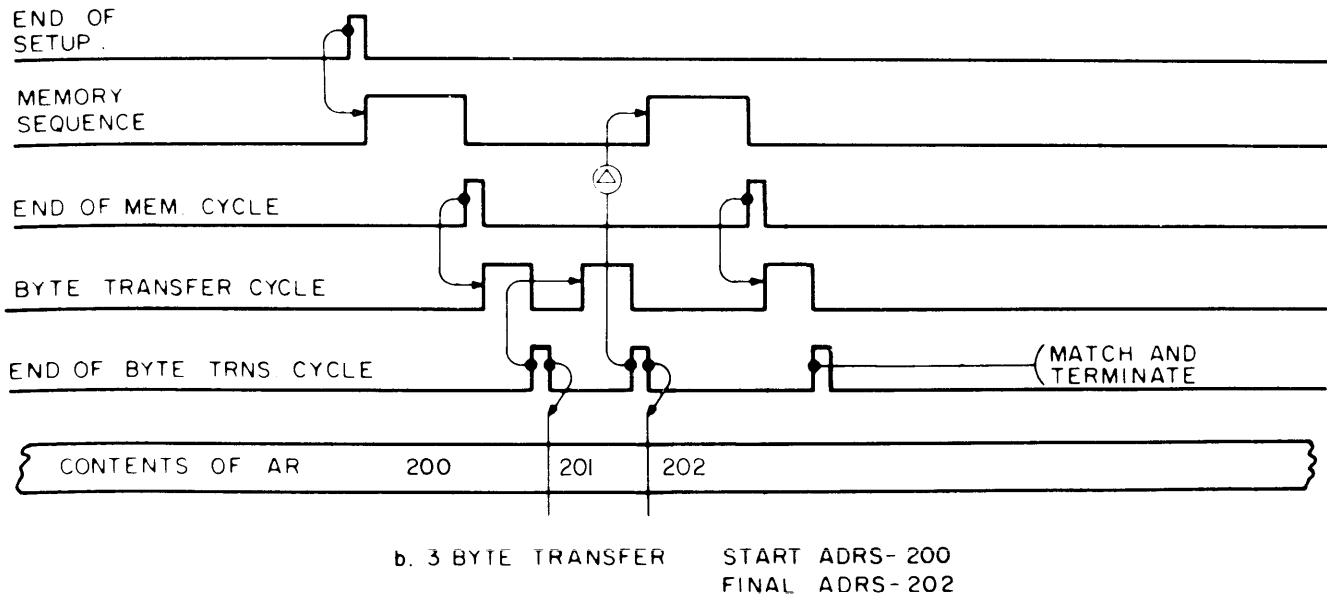 END OF
SETUP.
MEMORY
SEQUENCE
END OF MEM. CYCLE
BYTE TRANSFER CYCLE
END OF BYTE TRNS. CYCLE
(MATCH AND
(TERMINATE
CONTENTS OF AR 200 201 202
b. 3 BYTE TRANSFER START ADRS-200
FINAL ADRS-202